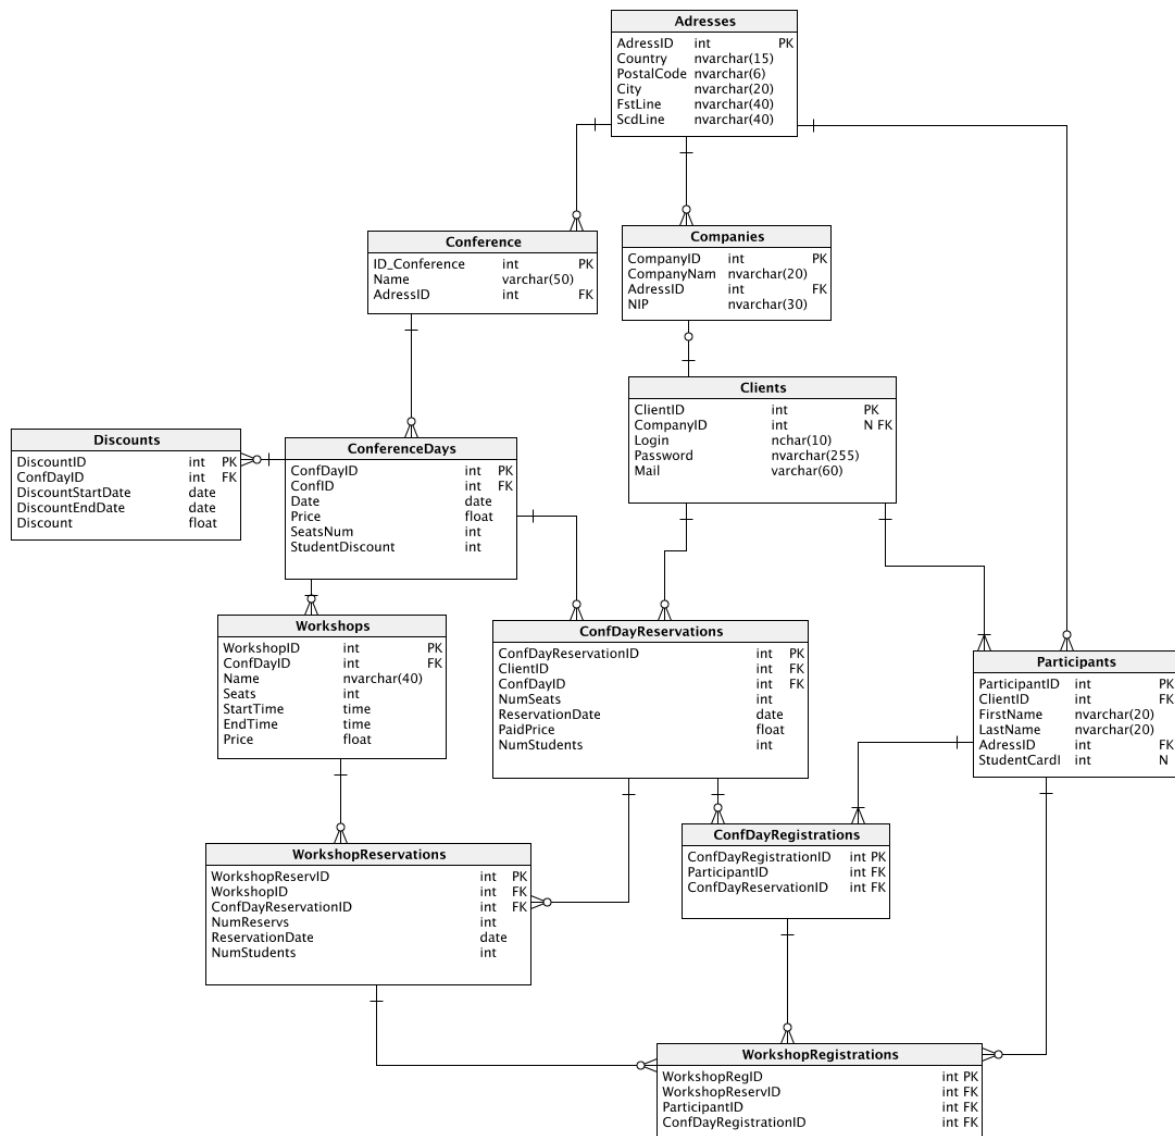 Adresses
AdressID int PK
Country nvarchar(15)
PostalCode nvarchar(6)
City nvarchar(20)
FstLine nvarchar(40)
ScdLine nvarchar(40)
Conference
ID_Conference int PK
Name varchar(50)
AdressID int FK
Companies
CompanyID int PK
CompanyNam nvarchar(20)
AdressID int FK
NIP nvarchar(30)
Clients
ClientID int PK
CompanyID int N FK
Login nchar(10)
Password nvarchar(255)
Mail varchar(60)
Discounts
DiscountID int PK
ConfDayID int FK
DiscountStartDate date
DiscountEndDate date
Discount float
ConferenceDays
ConfDayID int PK
ConfID int FK
Date date
Price float
SeatsNum int
StudentDiscount int
Workshops
WorkshopID int PK
ConfDayID int FK
Name nvarchar(40)
Seats int
StartTime time
EndTime time
Price float
ConfDayReservations
ConfDayReservationID int PK
ClientID int FK
ConfDayID int FK
NumSeats int
ReservationDate date
PaidPrice float
NumStudents int
Participants
ParticipantID int PK
ClientID int FK
FirstName nvarchar(20)
LastName nvarchar(20)
AdressID int FK
StudentCardI int N
WorkshopReservations
WorkshopReservID int PK
WorkshopID int FK
ConfDayReservationID int FK
NumReservs int
ReservationDate date
NumStudents int
ConfDayRegistrations
ConfDayRegistrationID int PK
ParticipantID int FK
ConfDayReservationID int FK
WorkshopRegistrations
WorkshopRegID int PK
WorkshopReservID int FK
ParticipantID int FK
ConfDayRegistrationID int FK